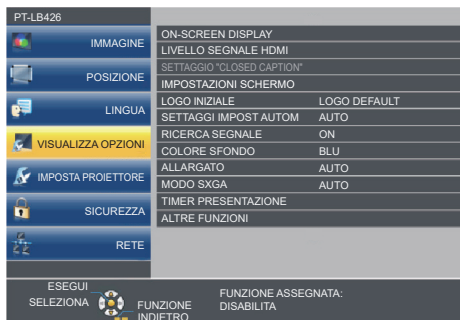 PT-LB426
IMMAGINE
POSIZIONE
LINGUA
VISUALIZZA OPZIONI
IMPOSTA PROIETTORE
SICUREZZA
RETE
ON-SCREEN DISPLAY
LIVELLO SEGNALE HDMI
SETTAGGIO "CLOSED CAPTION"
IMPOSTAZIONI SCHERMO
LOGO INIZIALE LOGO DEFAULT
SETTAGGI IMPOST AUTOM AUTO
RICERCA SEGNALE ON
COLORE SFONDO BLU
ALLARGATO AUTO
MODO SXGA AUTO
TIMER PRESENTAZIONE
ALTRE FUNZIONI
ESEGUI
SELEZIONA
FUNZIONE
INDIETRO
FUNZIONE ASSEGNATA:
DISABILITA